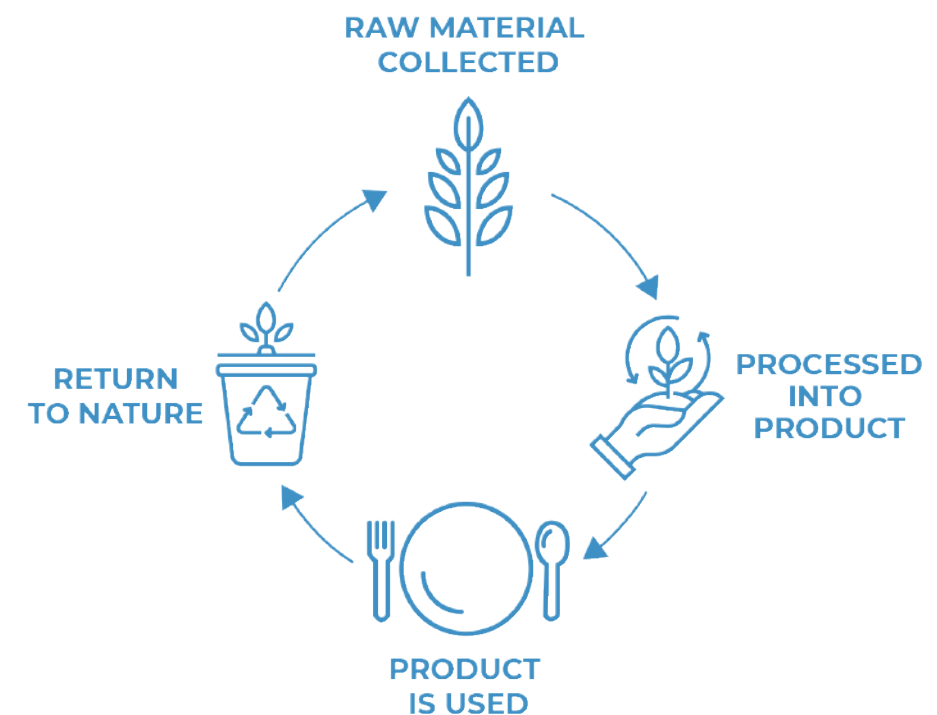 RAW MATERIAL
COLLECTED
PROCESSED
INTO
PRODUCT
PRODUCT
IS USED
RETURN
TO NATURE